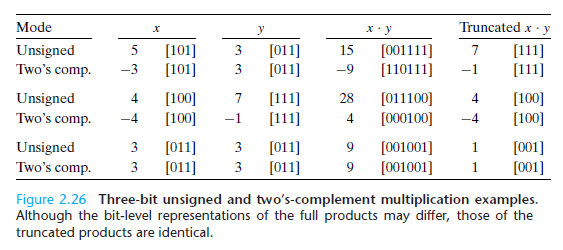 Mode x y x · y Truncated x · y
Unsigned 5 [101] 3 [011] 15 [001111] 7 [111]
Two's comp. −3 [101] 3 [011] −9 [110111] −1 [111]
Unsigned 4 [100] 7 [111] 28 [011100] 4 [100]
Two's comp. −4 [100] −1 [111] 4 [000100] −4 [100]
Unsigned 3 [011] 3 [011] 9 [001001] 1 [001]
Two's comp. 3 [011] 3 [011] 9 [001001] 1 [001]
Figure 2.26 Three-bit unsigned and two's-complement multiplication examples.
Although the bit-level representations of the full products may differ, those of the
truncated products are identical.